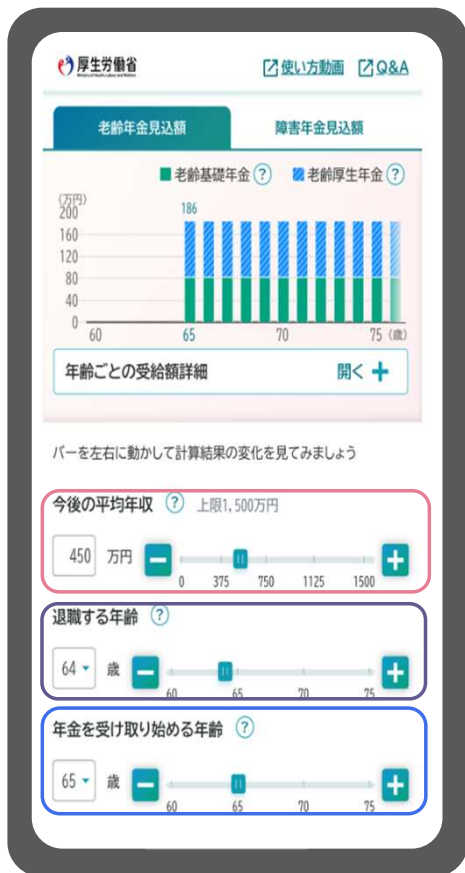 厚生労働省
Ministry of Health, Labour and Welfare
使い方動画 Q&A
老齢年金見込額 障害年金見込額
老齢基礎年金 ? 老齢厚生年金 ?
(万円)
200
186
160
120
80
40
0
60 65 70 75 (歳)
年齢ごとの受給額詳細 開く +
バーを左右に動かして計算結果の変化を見てみましょう
今後の平均年収 ? 上限1,500万円
450 万円 − +
0 375 750 1125 1500
退職する年齢 ?
64 歳 − +
60 65 70 75
年金を受け取り始める年齢 ?
65 歳 − +
60 65 70 75